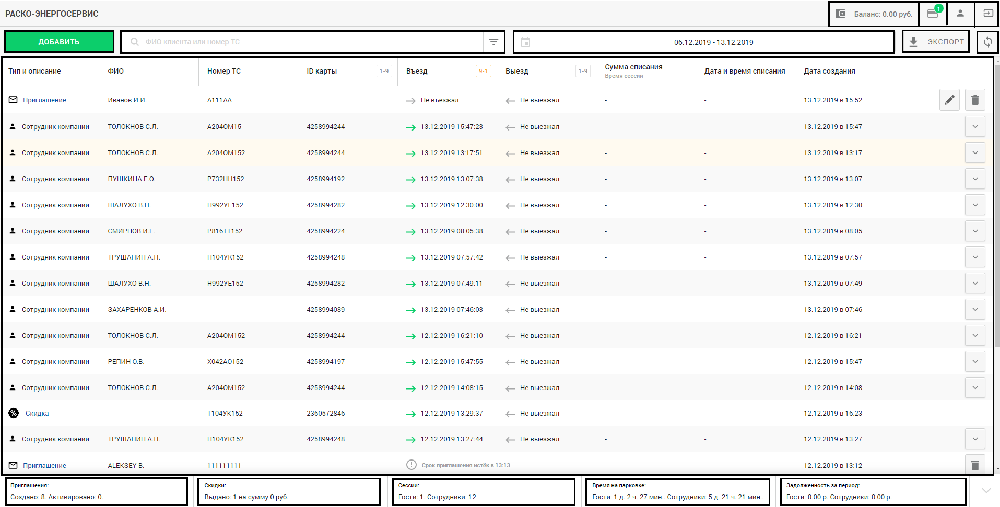 РАСКО-ЭНЕРГОСЕРВИС Баланс: 0.00 руб. 1
ДОБАВИТЬ ФИО клиента или номер ТС 06.12.2019 - 13.12.2019 ЭКСПОРТ
Тип и описание ФИО Номер ТС ID карты 1-9 Въезд 9-1 Выезд 1-9 Сумма списания Дата и время списания Дата создания
Время сессии
Приглашение Иванов И.И. А111АА Не въезжал Не выезжал - - 13.12.2019 в 15:52
Сотрудник компании ТОЛОКНОВ С.Л. А204ОМ15 4258994244 13.12.2019 15:47:23 Не выезжал - - 13.12.2019 в 15:47
Сотрудник компании ТОЛОКНОВ С.Л. А204ОМ152 4258994244 13.12.2019 13:17:51 Не выезжал - - 13.12.2019 в 13:17
Сотрудник компании ПУШКИНА Е.О. Р732НН152 4258994192 13.12.2019 13:07:38 Не выезжал - - 13.12.2019 в 13:07
Сотрудник компании ШАЛУХО В.Н. Н992УЕ152 4258994282 13.12.2019 12:30:00 Не выезжал - - 13.12.2019 в 12:30
Сотрудник компании СМИРНОВ И.Е. Р816ТТ152 4258994224 13.12.2019 08:05:38 Не выезжал - - 13.12.2019 в 08:05
Сотрудник компании ТРУШАНИН А.П. Н104УК152 4258994248 13.12.2019 07:57:42 Не выезжал - - 13.12.2019 в 07:57
Сотрудник компании ШАЛУХО В.Н. Н992УЕ152 4258994282 13.12.2019 07:49:11 Не выезжал - - 13.12.2019 в 07:49
Сотрудник компании ЗАХАРЕНКОВ А.И. 4258994089 13.12.2019 07:46:03 Не выезжал - - 13.12.2019 в 07:46
Сотрудник компании ТОЛОКНОВ С.Л. А204ОМ152 4258994244 12.12.2019 16:21:10 Не выезжал - - 12.12.2019 в 16:21
Сотрудник компании РЕПИН О.В. Х042АО152 4258994197 12.12.2019 15:47:55 Не выезжал - - 12.12.2019 в 15:47
Сотрудник компании ТОЛОКНОВ С.Л. А204ОМ152 4258994244 12.12.2019 14:08:15 Не выезжал - - 12.12.2019 в 14:08
% Скидка Т104УК152 2360572846 12.12.2019 13:29:37 Не выезжал - - 12.12.2019 в 16:23
Сотрудник компании ТРУШАНИН А.П. Н104УК152 4258994248 12.12.2019 13:27:44 Не выезжал - - 12.12.2019 в 13:27
Приглашение ALEKSEY B. 111111111 Срок приглашения истёк в 13:13 - - 12.12.2019 в 13:12
Приглашения: Скидки: Сессии: Время на парковке: Задолженность за период:
Создано: 8. Активировано: 0. Выдано: 1 на сумму 0 руб. Гости: 1. Сотрудники: 12 Гости: 1 д. 2 ч. 27 мин.. Сотрудники: 5 д. 21 ч. 21 мин.. Гости: 0.00 р. Сотрудники: 0.00 р.